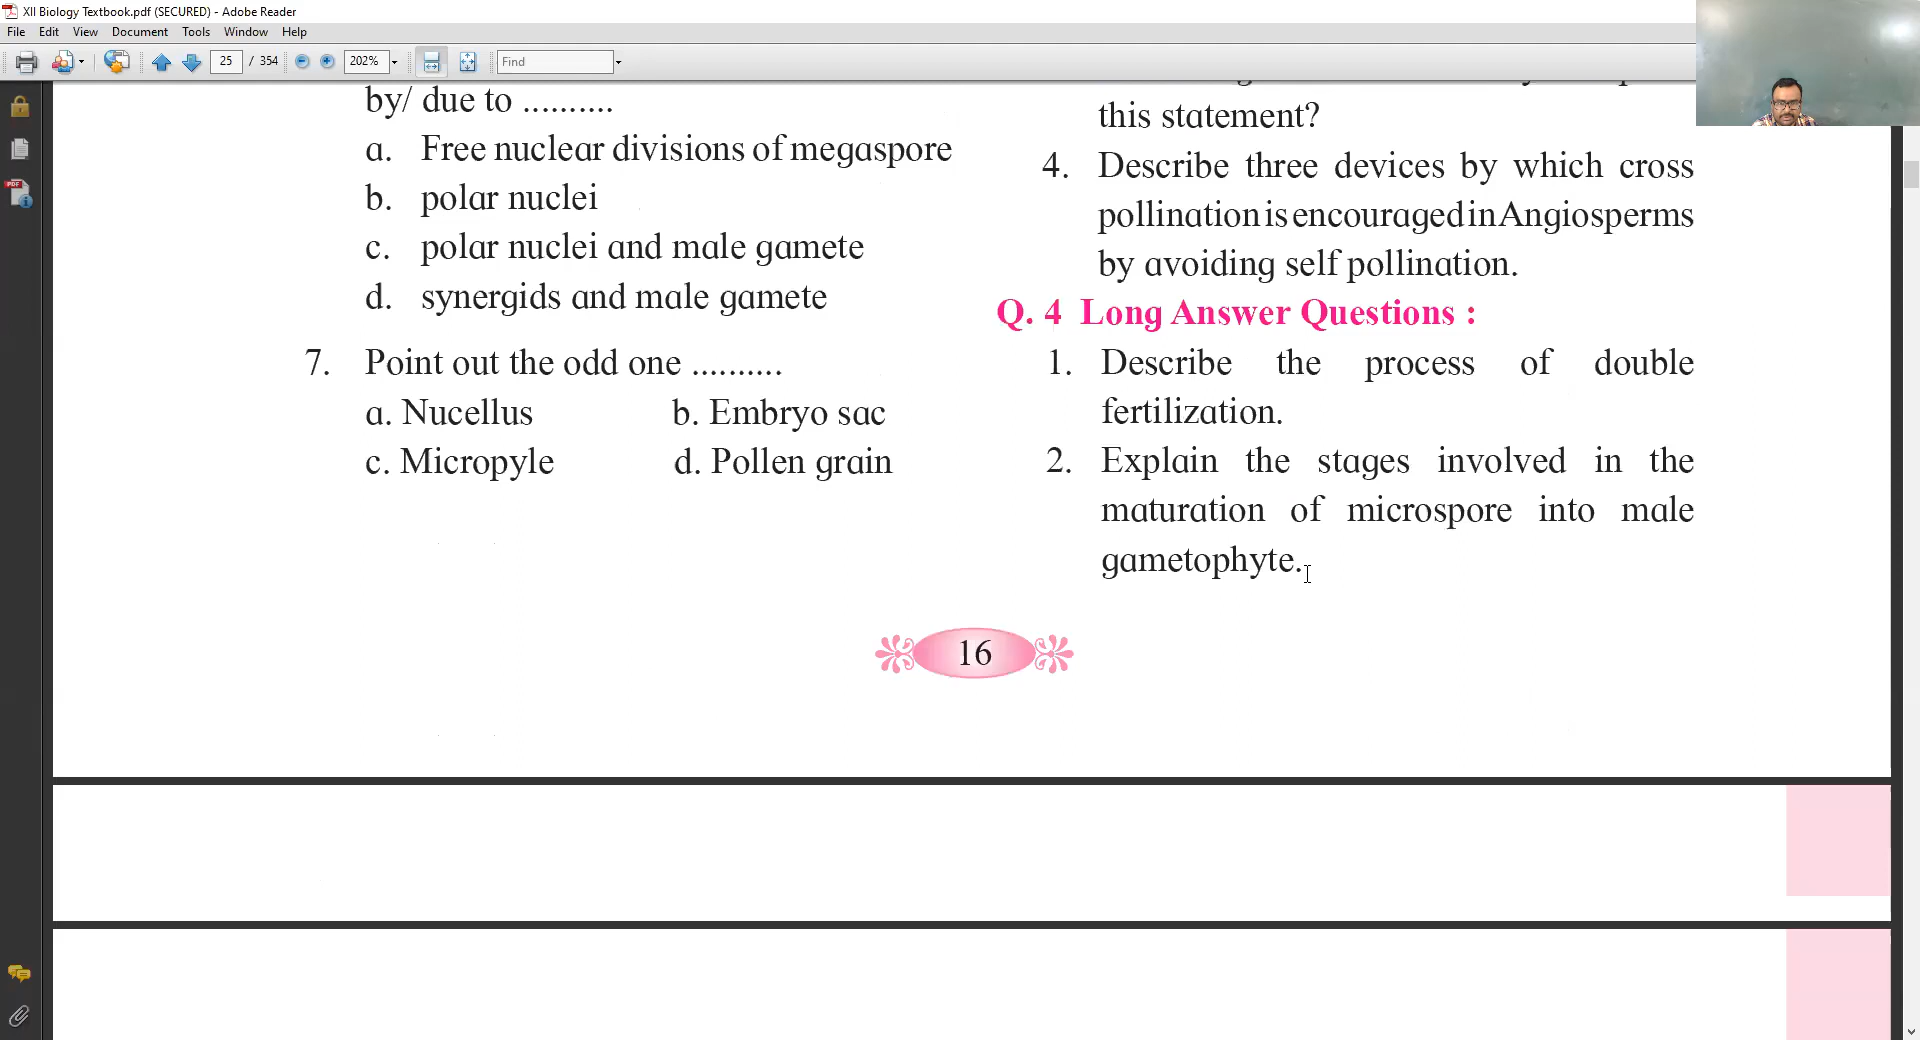 XII Biology Textbook.pdf (SECURED) - Adobe Reader
File Edit View Document Tools Window Help
25 / 354 202% Find
by/ due to ..........
a. Free nuclear divisions of megaspore
b. polar nuclei
c. polar nuclei and male gamete
d. synergids and male gamete
7. Point out the odd one ..........
a. Nucellus b. Embryo sac
c. Micropyle d. Pollen grain
this statement?
4. Describe three devices by which cross
pollination is encouraged in Angiosperms
by avoiding self pollination.
Q. 4 Long Answer Questions :
1. Describe the process of double
fertilization.
2. Explain the stages involved in the
maturation of microspore into male
gametophyte.
16